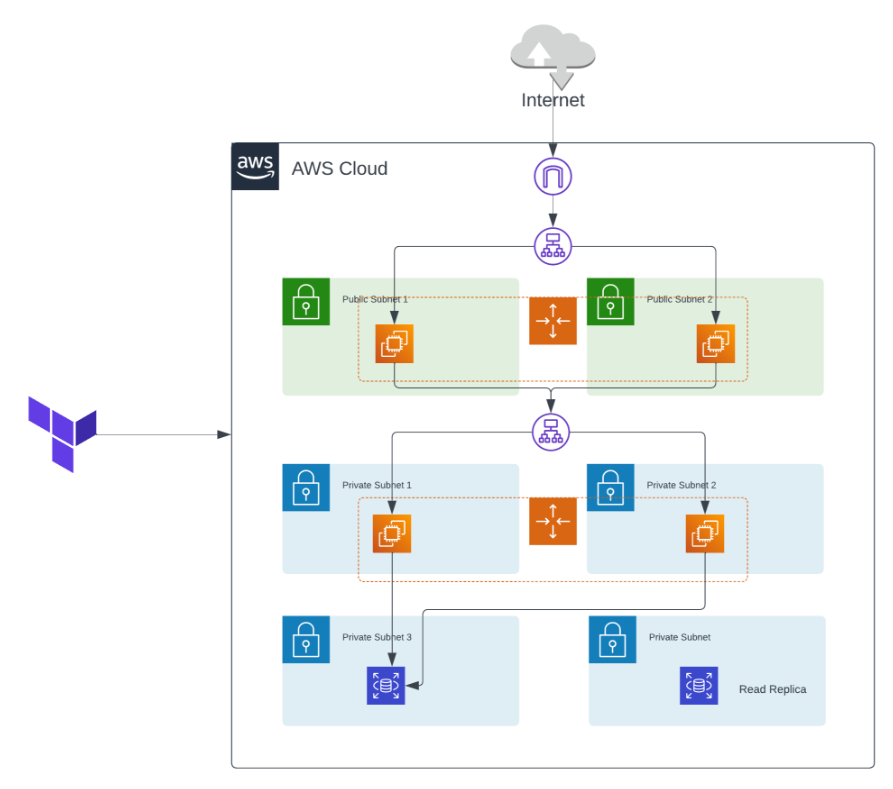 Internet
aws
AWS Cloud
Public Subnet 1
Public Subnet 2
Private Subnet 1
Private Subnet 2
Private Subnet 3
Private Subnet
Read Replica